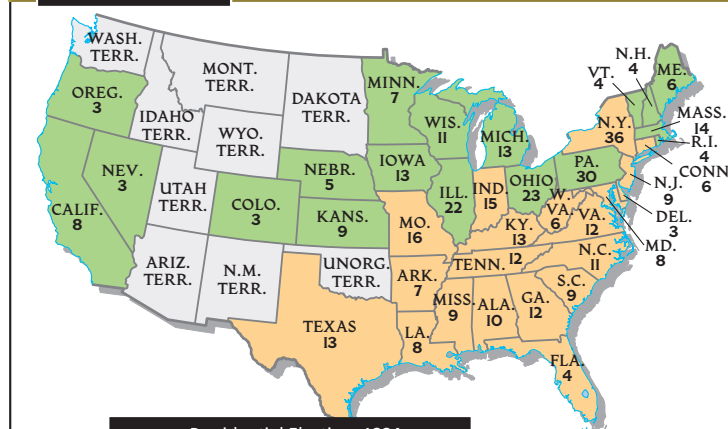 WASH.
TERR.
OREG.
3
MONT.
TERR.
IDAHO
TERR.
DAKOTA
TERR.
WYO.
TERR.
NEV.
3
CALIF.
8
UTAH
TERR.
COLO.
3
ARIZ.
TERR.
N.M.
TERR.
NEBR.
5
KANS.
9
UNORG.
TERR.
TEXAS
13
MINN.
7
IOWA
13
MO.
16
ARK.
7
LA.
8
WIS.
11
ILL.
22
MICH.
13
IND.
15
OHIO
23
KY.
13
TENN. 12
MISS.
9
ALA.
10
GA.
12
FLA.
4
S.C.
9
N.C.
11
VA.
12
W.
VA.
6
PA.
30
N.Y.
36
VT.
4
N.H.
4
ME.
6
MASS.
14
R.I.
4
CONN
6
N.J.
9
DEL.
3
MD.
8